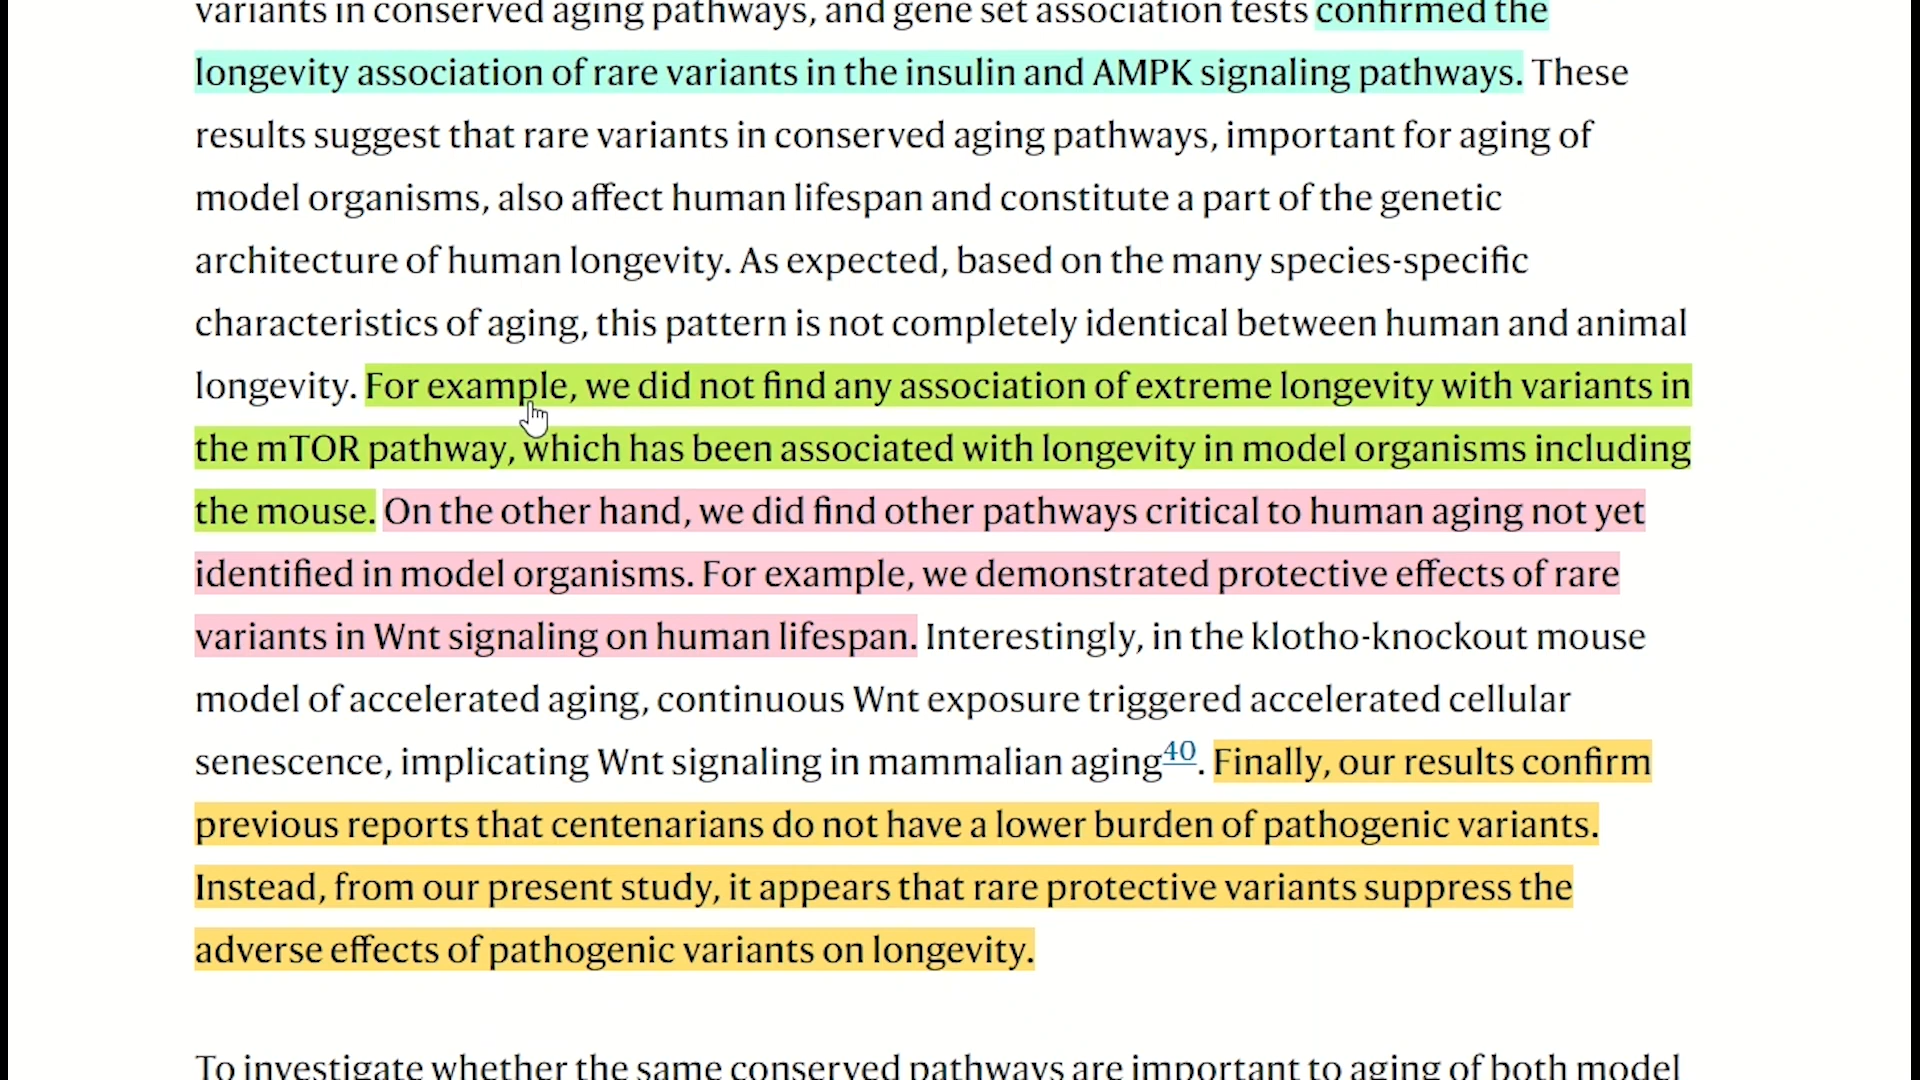 variants in conserved aging pathways, and gene set association tests confirmed the
longevity association of rare variants in the insulin and AMPK signaling pathways. These
results suggest that rare variants in conserved aging pathways, important for aging of
model organisms, also affect human lifespan and constitute a part of the genetic
architecture of human longevity. As expected, based on the many species-specific
characteristics of aging, this pattern is not completely identical between human and animal
longevity. For example, we did not find any association of extreme longevity with variants in
the mTOR pathway, which has been associated with longevity in model organisms including
the mouse. On the other hand, we did find other pathways critical to human aging not yet
identified in model organisms. For example, we demonstrated protective effects of rare
variants in Wnt signaling on human lifespan. Interestingly, in the klotho-knockout mouse
model of accelerated aging, continuous Wnt exposure triggered accelerated cellular
senescence, implicating Wnt signaling in mammalian aging40. Finally, our results confirm
previous reports that centenarians do not have a lower burden of pathogenic variants.
Instead, from our present study, it appears that rare protective variants suppress the
adverse effects of pathogenic variants on longevity.
To investigate whether the same conserved pathways are important to aging of both model